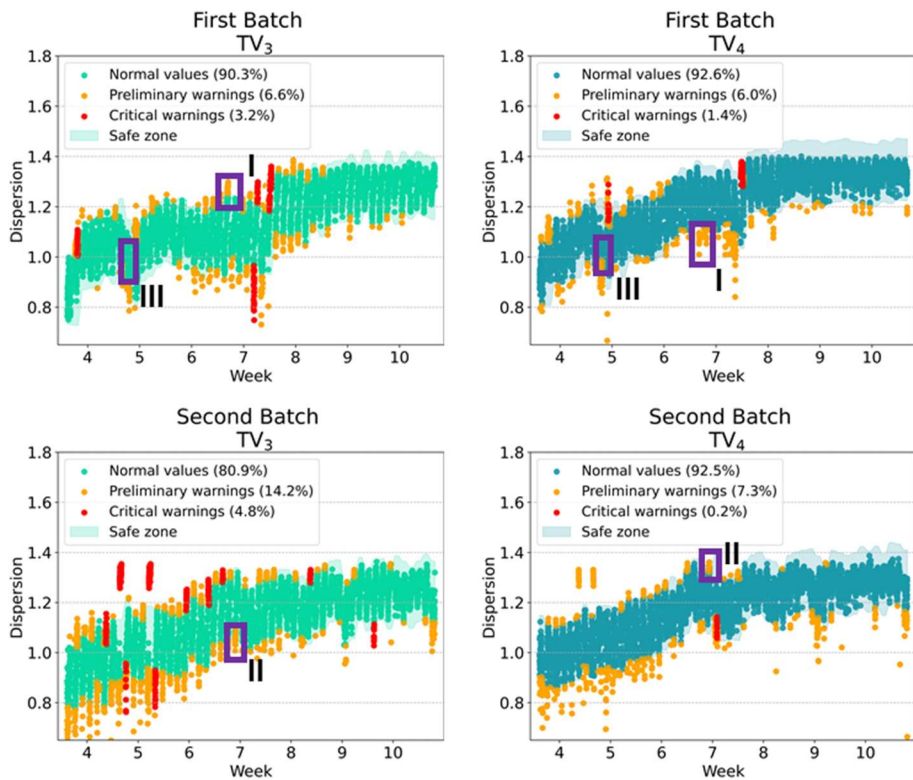 First Batch
TV₃
1.8
1.6
1.4
1.2
1.0
0.8
Dispersion
Normal values (90.3%)
Preliminary warnings (6.6%)
Critical warnings (3.2%)
Safe zone
I
III
4 5 6 7 8 9 10
Week
First Batch
TV₄
1.8
1.6
1.4
1.2
1.0
0.8
Dispersion
Normal values (92.6%)
Preliminary warnings (6.0%)
Critical warnings (1.4%)
Safe zone
III
I
4 5 6 7 8 9 10
Week
Second Batch
TV₃
1.8
1.6
1.4
1.2
1.0
0.8
Dispersion
Normal values (80.9%)
Preliminary warnings (14.2%)
Critical warnings (4.8%)
Safe zone
II
4 5 6 7 8 9 10
Week
Second Batch
TV₄
1.8
1.6
1.4
1.2
1.0
0.8
Dispersion
Normal values (92.5%)
Preliminary warnings (7.3%)
Critical warnings (0.2%)
Safe zone
II
4 5 6 7 8 9 10
Week